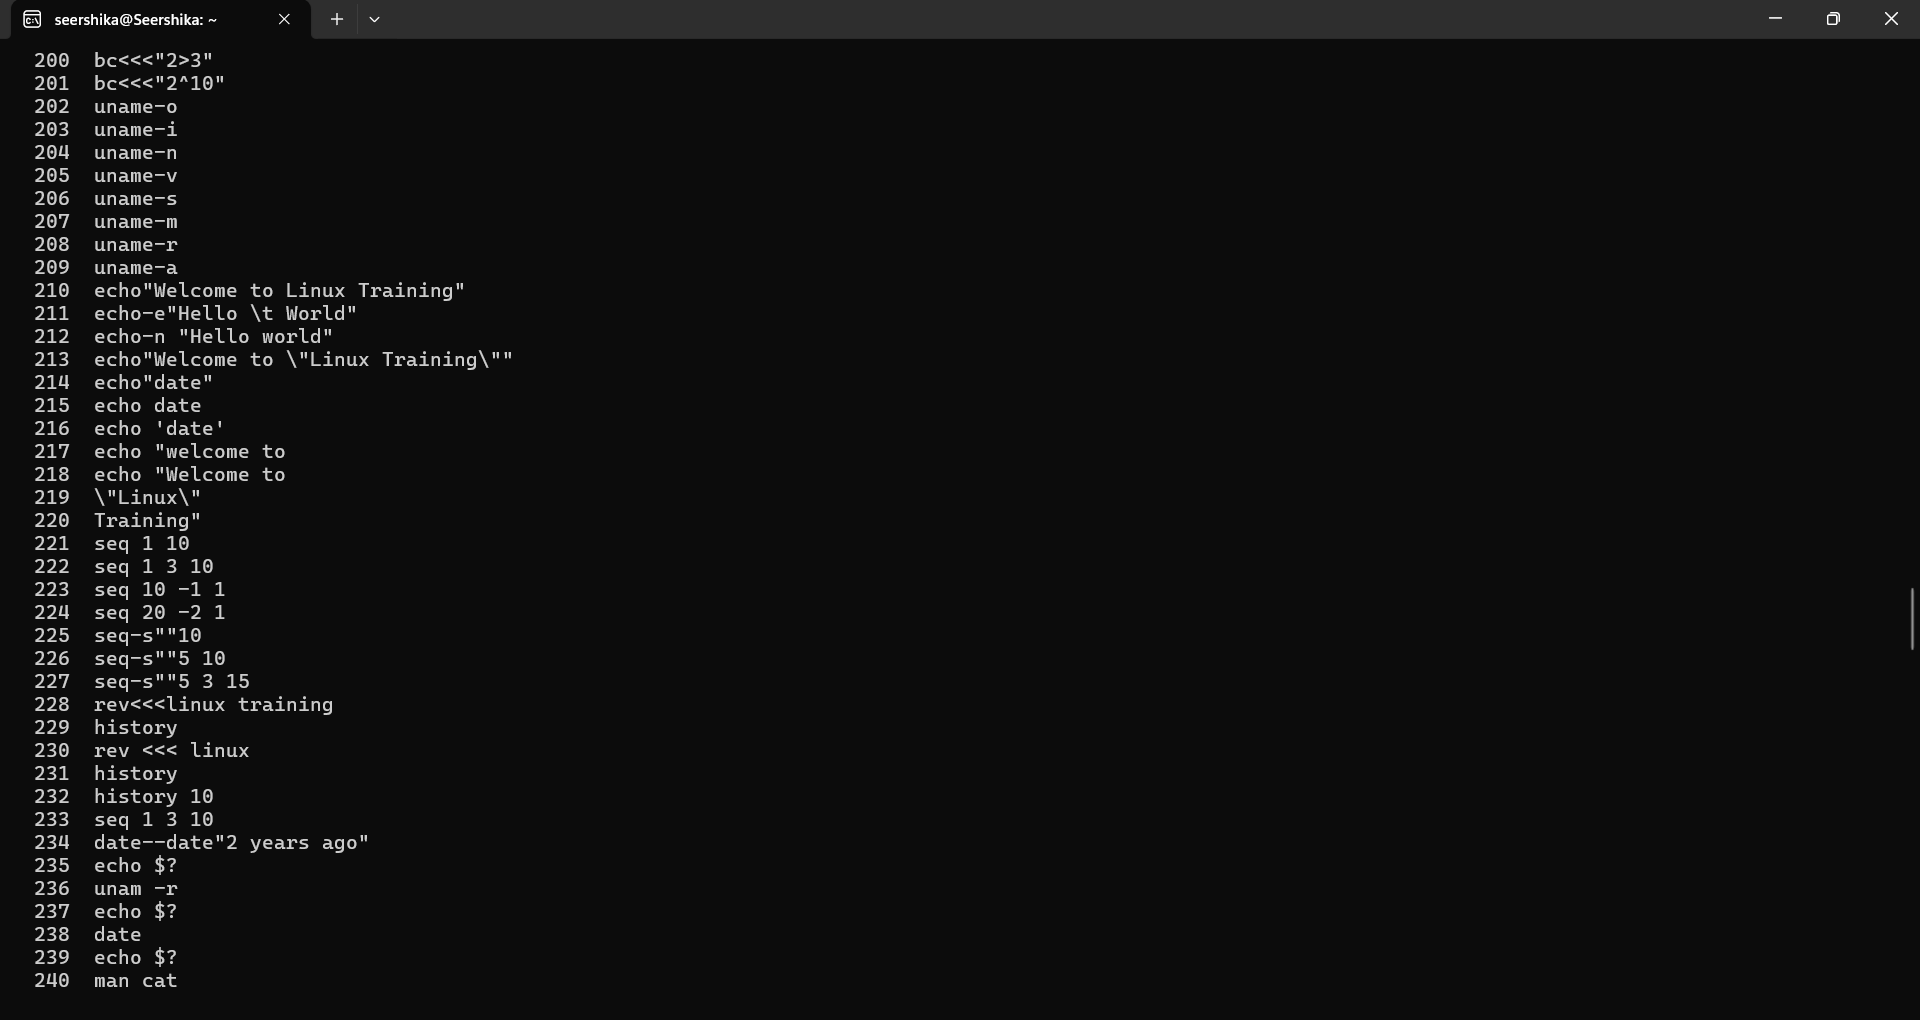 seershika@Seershika: ~
200 bc<<<"2>3"
201 bc<<<"2^10"
202 uname-o
203 uname-i
204 uname-n
205 uname-v
206 uname-s
207 uname-m
208 uname-r
209 uname-a
210 echo"Welcome to Linux Training"
211 echo-e"Hello \t World"
212 echo-n "Hello world"
213 echo"Welcome to \"Linux Training\""
214 echo"date"
215 echo date
216 echo 'date'
217 echo "welcome to
218 echo "Welcome to
219 \"Linux\"
220 Training"
221 seq 1 10
222 seq 1 3 10
223 seq 10 -1 1
224 seq 20 -2 1
225 seq-s""10
226 seq-s""5 10
227 seq-s""5 3 15
228 rev<<<linux training
229 history
230 rev <<< linux
231 history
232 history 10
233 seq 1 3 10
234 date--date"2 years ago"
235 echo $?
236 unam -r
237 echo $?
238 date
239 echo $?
240 man cat